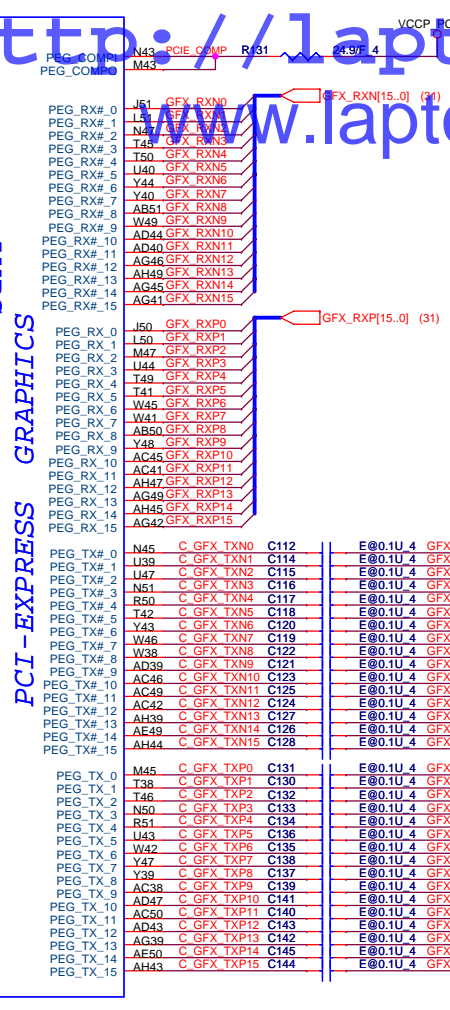 ttp://lapt
VCCP_PC
PEG_COMPI N43 PCIE_COMP R131 24.9/F_4
PEG_COMPO M43
www.lapt
GFX_RXN[15..0] (31)
PEG_RX#_0 J51 GFX_RXN0
PEG_RX#_1 L51 GFX_RXN1
PEG_RX#_2 N47 GFX_RXN2
PEG_RX#_3 T45 GFX_RXN3
PEG_RX#_4 T50 GFX_RXN4
PEG_RX#_5 U40 GFX_RXN5
PEG_RX#_6 Y44 GFX_RXN6
PEG_RX#_7 Y40 GFX_RXN7
PEG_RX#_8 AB51 GFX_RXN8
PEG_RX#_9 W49 GFX_RXN9
PEG_RX#_10 AD44 GFX_RXN10
PEG_RX#_11 AD40 GFX_RXN11
PEG_RX#_12 AG46 GFX_RXN12
PEG_RX#_13 AH49 GFX_RXN13
PEG_RX#_14 AG45 GFX_RXN14
PEG_RX#_15 AG41 GFX_RXN15
GFX_RXP[15..0] (31)
PEG_RX_0 J50 GFX_RXP0
PEG_RX_1 L50 GFX_RXP1
PEG_RX_2 M47 GFX_RXP2
PEG_RX_3 U44 GFX_RXP3
PEG_RX_4 T49 GFX_RXP4
PEG_RX_5 T41 GFX_RXP5
PEG_RX_6 W45 GFX_RXP6
PEG_RX_7 W41 GFX_RXP7
PEG_RX_8 AB50 GFX_RXP8
PEG_RX_9 Y48 GFX_RXP9
PEG_RX_10 AC45 GFX_RXP10
PEG_RX_11 AC41 GFX_RXP11
PEG_RX_12 AH47 GFX_RXP12
PEG_RX_13 AG49 GFX_RXP13
PEG_RX_14 AH45 GFX_RXP14
PEG_RX_15 AG42 GFX_RXP15
PCI-EXPRESS GRAPHICS
PEG_TX#_0 N45 C_GFX_TXN0 C112 E@0.1U_4 GFX
PEG_TX#_1 U39 C_GFX_TXN1 C114 E@0.1U_4 GFX
PEG_TX#_2 U47 C_GFX_TXN2 C115 E@0.1U_4 GFX
PEG_TX#_3 N51 C_GFX_TXN3 C116 E@0.1U_4 GFX
PEG_TX#_4 R50 C_GFX_TXN4 C117 E@0.1U_4 GFX
PEG_TX#_5 T42 C_GFX_TXN5 C118 E@0.1U_4 GFX
PEG_TX#_6 Y43 C_GFX_TXN6 C120 E@0.1U_4 GFX
PEG_TX#_7 W46 C_GFX_TXN7 C119 E@0.1U_4 GFX
PEG_TX#_8 W38 C_GFX_TXN8 C122 E@0.1U_4 GFX
PEG_TX#_9 AD39 C_GFX_TXN9 C121 E@0.1U_4 GFX
PEG_TX#_10 AC46 C_GFX_TXN10 C123 E@0.1U_4 GFX
PEG_TX#_11 AC49 C_GFX_TXN11 C125 E@0.1U_4 GFX
PEG_TX#_12 AC42 C_GFX_TXN12 C124 E@0.1U_4 GFX
PEG_TX#_13 AH39 C_GFX_TXN13 C127 E@0.1U_4 GFX
PEG_TX#_14 AE49 C_GFX_TXN14 C126 E@0.1U_4 GFX
PEG_TX#_15 AH44 C_GFX_TXN15 C128 E@0.1U_4 GFX
PEG_TX_0 M45 C_GFX_TXP0 C131 E@0.1U_4 GFX
PEG_TX_1 T38 C_GFX_TXP1 C130 E@0.1U_4 GFX
PEG_TX_2 T46 C_GFX_TXP2 C132 E@0.1U_4 GFX
PEG_TX_3 N50 C_GFX_TXP3 C133 E@0.1U_4 GFX
PEG_TX_4 R51 C_GFX_TXP4 C134 E@0.1U_4 GFX
PEG_TX_5 U43 C_GFX_TXP5 C136 E@0.1U_4 GFX
PEG_TX_6 W42 C_GFX_TXP6 C135 E@0.1U_4 GFX
PEG_TX_7 Y47 C_GFX_TXP7 C138 E@0.1U_4 GFX
PEG_TX_8 Y39 C_GFX_TXP8 C137 E@0.1U_4 GFX
PEG_TX_9 AC38 C_GFX_TXP9 C139 E@0.1U_4 GFX
PEG_TX_10 AD47 C_GFX_TXP10 C141 E@0.1U_4 GFX
PEG_TX_11 AC50 C_GFX_TXP11 C140 E@0.1U_4 GFX
PEG_TX_12 AD43 C_GFX_TXP12 C143 E@0.1U_4 GFX
PEG_TX_13 AG39 C_GFX_TXP13 C142 E@0.1U_4 GFX
PEG_TX_14 AE50 C_GFX_TXP14 C145 E@0.1U_4 GFX
PEG_TX_15 AH43 C_GFX_TXP15 C144 E@0.1U_4 GFX